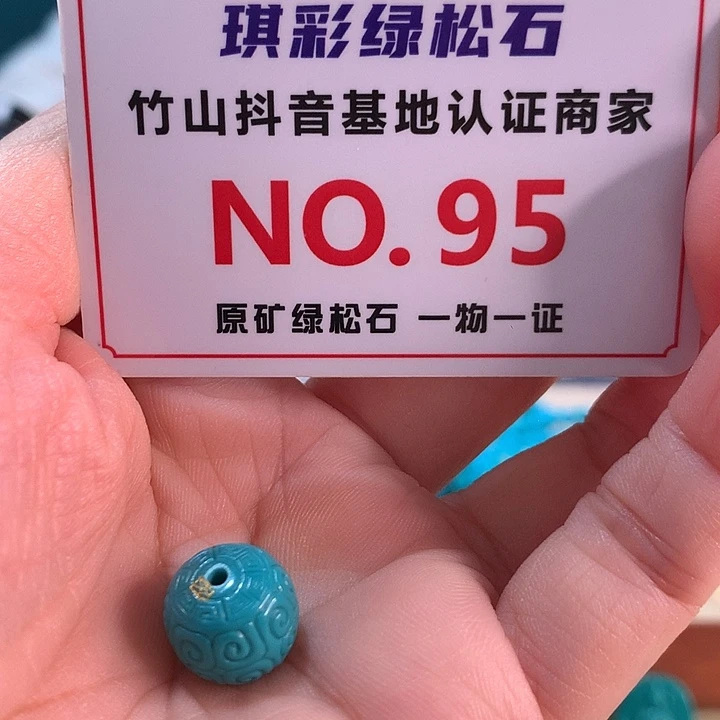 琪彩绿松石
竹山抖音基地认证商家
NO.95
原矿绿松石 一物一证